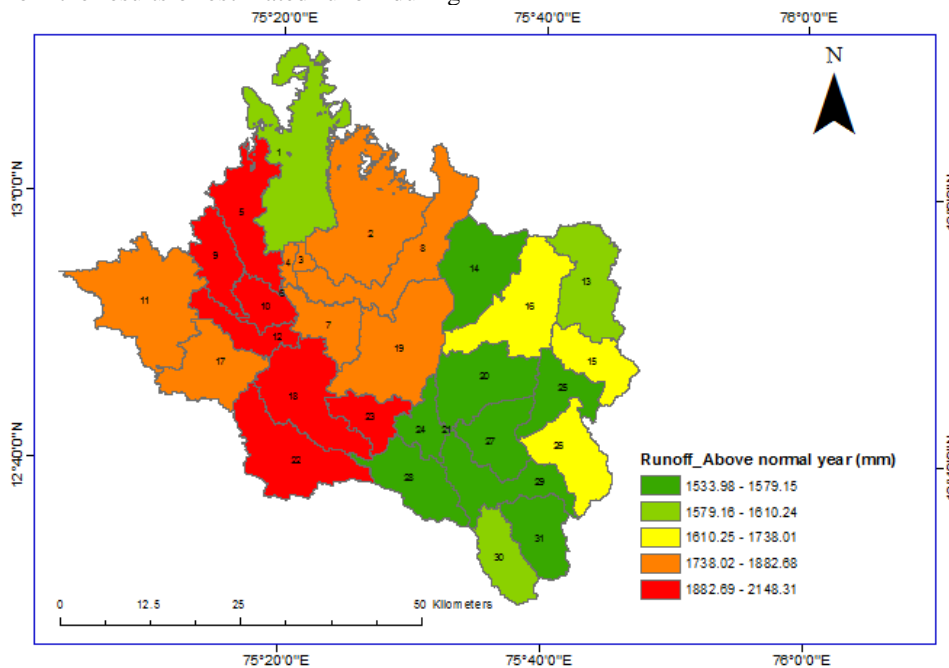 75°20'0"E 75°40'0"E 76°0'0"E
N
13°0'0"N
1
5
2
9
4 3
8
14
13
11
6
10
16
7
12
19
17
15
20
25
18
23
24 21
27
26
22
28
29
31
30
12°40'0"N
Runoff_Above normal year (mm)
1533.98 - 1579.15
1579.16 - 1610.24
1610.25 - 1738.01
1738.02 - 1882.68
1882.69 - 2148.31
0 12.5 25 50 Kilometers
75°20'0"E 75°40'0"E 76°0'0"E